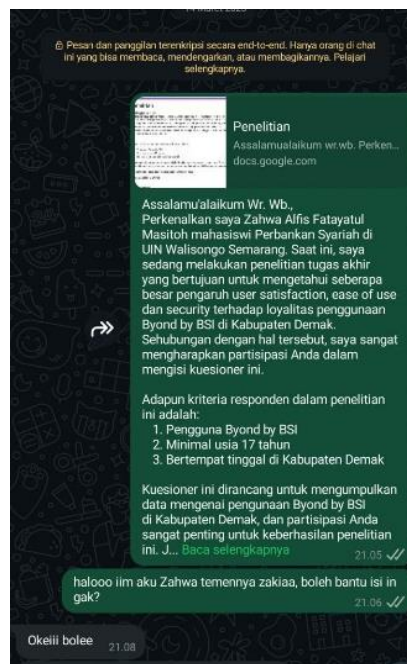 Pesan dan panggilan terenkripsi secara end-to-end. Hanya orang di chat
ini yang bisa membaca, mendengarkan, atau membagikannya. Pelajari
selengkapnya.
Penelitian
Assalamualaikum wr.wb. Perken...
docs.google.com
Assalamu'alaikum Wr. Wb.,
Perkenalkan saya Zahwa Alfis Fatayatul
Masitoh mahasiswi Perbankan Syariah di
UIN Walisongo Semarang. Saat ini, saya
sedang melakukan penelitian tugas akhir
yang bertujuan untuk mengetahui seberapa
besar pengaruh user satisfaction, ease of use
dan security terhadap loyalitas penggunaan
Byond by BSI di Kabupaten Demak.
Sehubungan dengan hal tersebut, saya sangat
mengharapkan partisipasi Anda dalam
mengisi kuesioner ini.
Adapun kriteria responden dalam penelitian
ini adalah:
1. Pengguna Byond by BSI
2. Minimal usia 17 tahun
3. Bertempat tinggal di Kabupaten Demak
Kuesioner ini dirancang untuk mengumpulkan
data mengenai pengunaan Byond by BSI
di Kabupaten Demak, dan partisipasi Anda
sangat penting untuk keberhasilan penelitian
ini. J... Baca selengkapnya 21.05
halooo iim aku Zahwa temennya zakiaa, boleh bantu isi in
gak? 21.06
Okeiii bolee 21.08